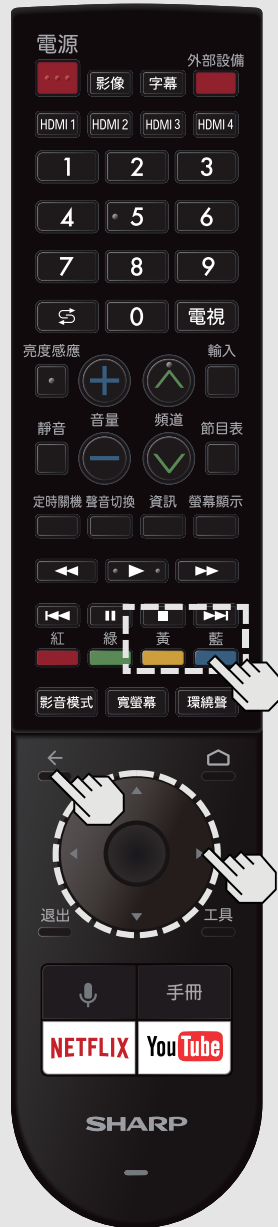 電源
外部設備
影像 字幕
HDMI 1 HDMI 2 HDMI 3 HDMI 4
1 2 3
4 5 6
7 8 9
0 電視
亮度感應 輸入
音量 頻道
靜音 節目表
定時關機 聲音切換 資訊 螢幕顯示
紅 綠 黃 藍
影音模式 寬螢幕 環繞聲
退出 工具
手冊
NETFLIX YouTube
SHARP